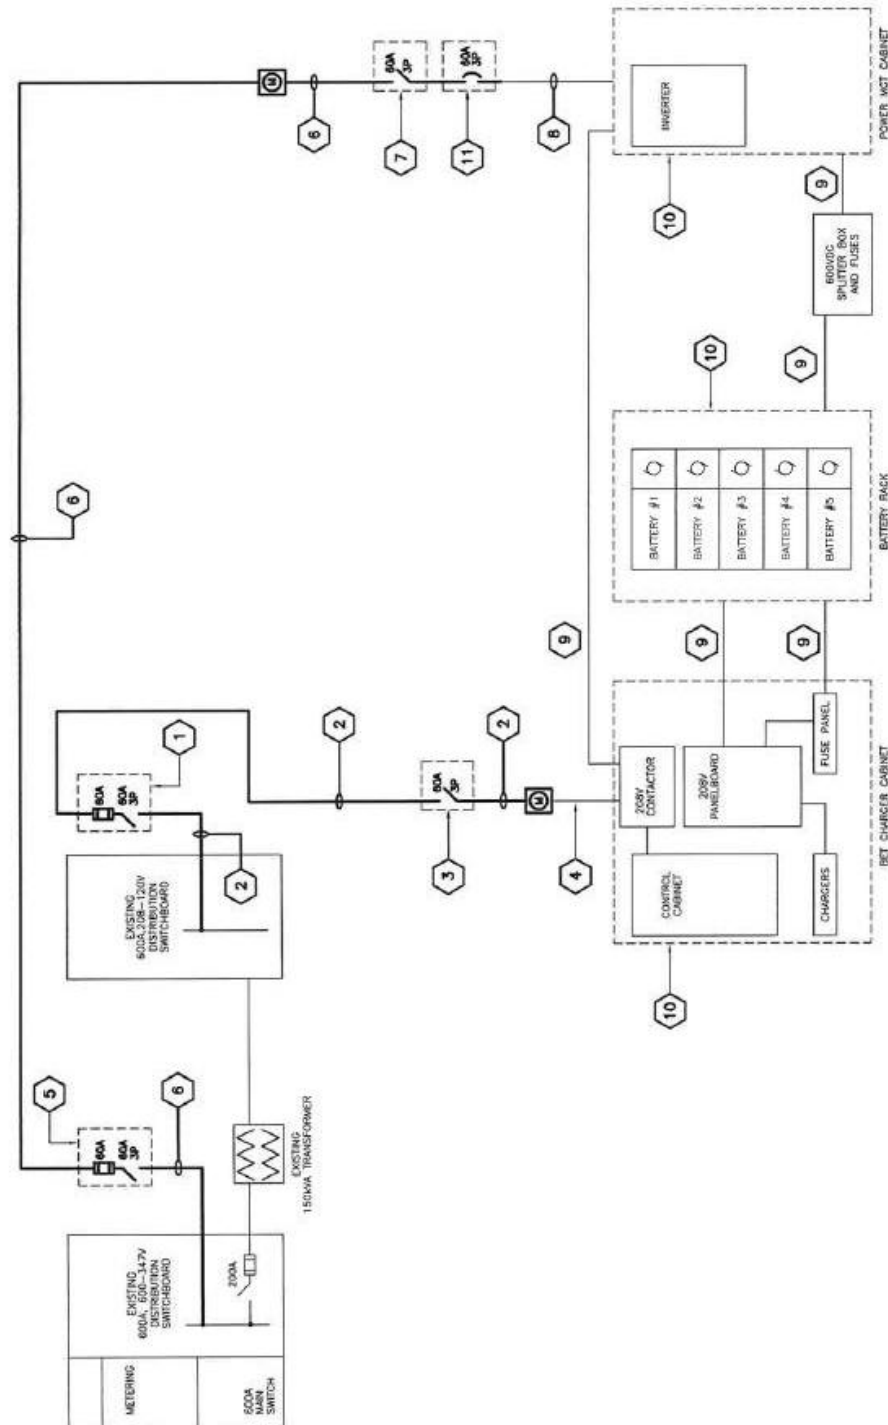 METERING
600A
MAIN
SWITCH
EXISTING
600A, 600-347V
DISTRIBUTION
SWITCHBOARD
200A
5
60A
60A
3P
6
EXISTING
150kVA TRANSFORMER
EXISTING
600A,208-120V
DISTRIBUTION
SWITCHBOARD
2
60A
60A
3P
1
6
2
60A
3P
3
2
M
4
M
6
60A
3P
7
60A
3P
11
8
9
10
CONTROL
CABINET
208V
CONTACTOR
208V
PANELBOARD
CHARGERS
FUSE PANEL
BET CHARGER CABINET
9
9
BATTERY #1
BATTERY #2
BATTERY #3
BATTERY #4
BATTERY #5
BATTERY RACK
10
9
600VDC
SPLITTER BOX
AND FUSES
9
10
INVERTER
POWER MGT CABINET